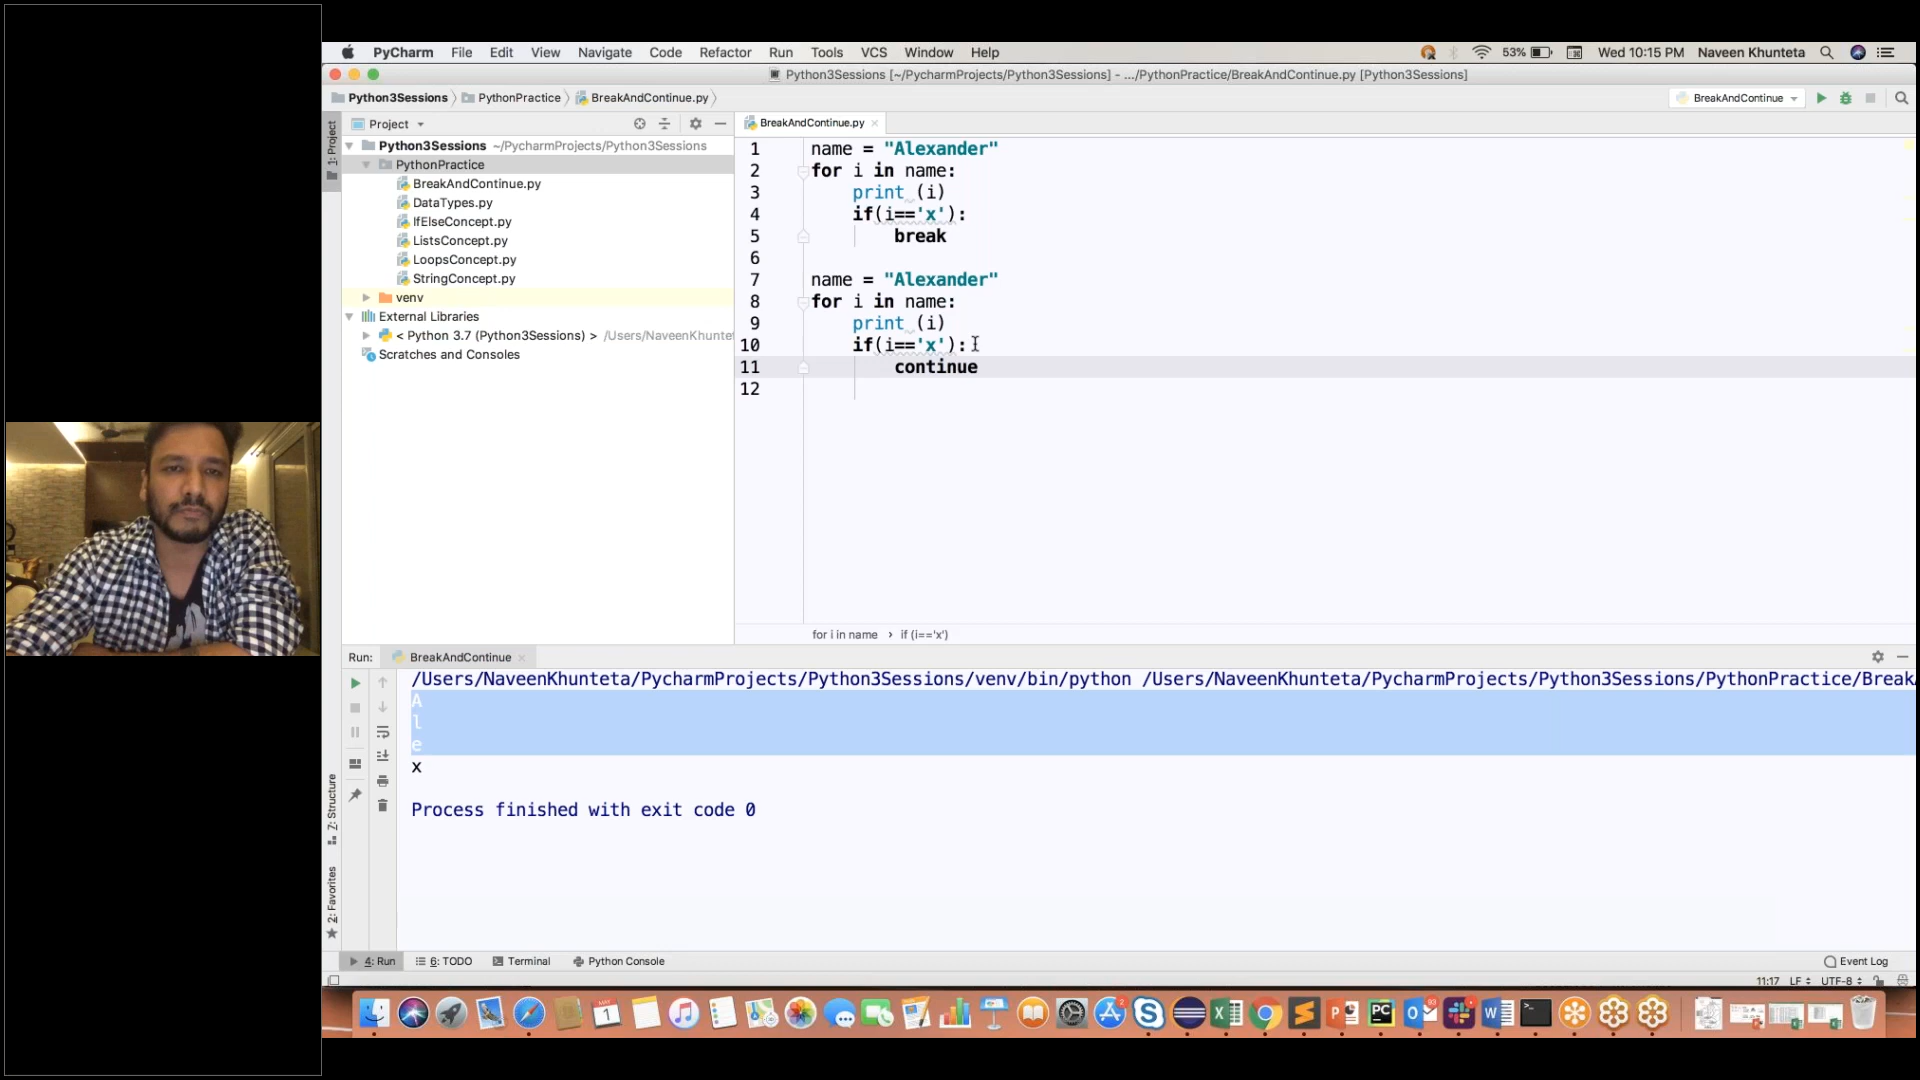 PyCharm File Edit View Navigate Code Refactor Run Tools VCS Window Help 53% Wed 10:15 PM Naveen Khunteta
Python3Sessions [~/PycharmProjects/Python3Sessions] - .../PythonPractice/BreakAndContinue.py [Python3Sessions]
Python3Sessions PythonPractice BreakAndContinue.py BreakAndContinue
Project BreakAndContinue.py
1: Project
Python3Sessions ~/PycharmProjects/Python3Sessions
PythonPractice
BreakAndContinue.py
DataTypes.py
IfElseConcept.py
ListsConcept.py
LoopsConcept.py
StringConcept.py
venv
External Libraries
< Python 3.7 (Python3Sessions) > /Users/NaveenKhuntet
Scratches and Consoles
1 name = "Alexander"
2 for i in name:
3 print (i)
4 if(i=='x'):
5 break
6
7 name = "Alexander"
8 for i in name:
9 print (i)
10 if(i=='x'):
11 continue
12
for i in name › if (i=='x')
Run: BreakAndContinue
/Users/NaveenKhunteta/PycharmProjects/Python3Sessions/venv/bin/python /Users/NaveenKhunteta/PycharmProjects/Python3Sessions/PythonPractice/Break
A
l
e
x
Process finished with exit code 0
Z: Structure
2: Favorites
4: Run 6: TODO Terminal Python Console Event Log
11:17 LF UTF-8